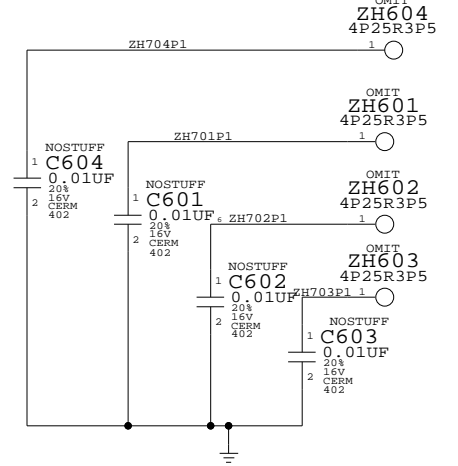 OMIT
ZH604
4P25R3P5
ZH704P1
1
OMIT
ZH601
4P25R3P5
ZH701P1
1
NOSTUFF
1
C604
0.01UF
20%
16V
CERM
402
2
OMIT
ZH602
4P25R3P5
NOSTUFF
1
C601
0.01UF
20%
16V
CERM
402
2
6
ZH702P1
1
OMIT
ZH603
4P25R3P5
NOSTUFF
1
C602
0.01UF
20%
16V
CERM
402
2
ZH703P1
1
NOSTUFF
1
C603
0.01UF
20%
16V
CERM
402
2